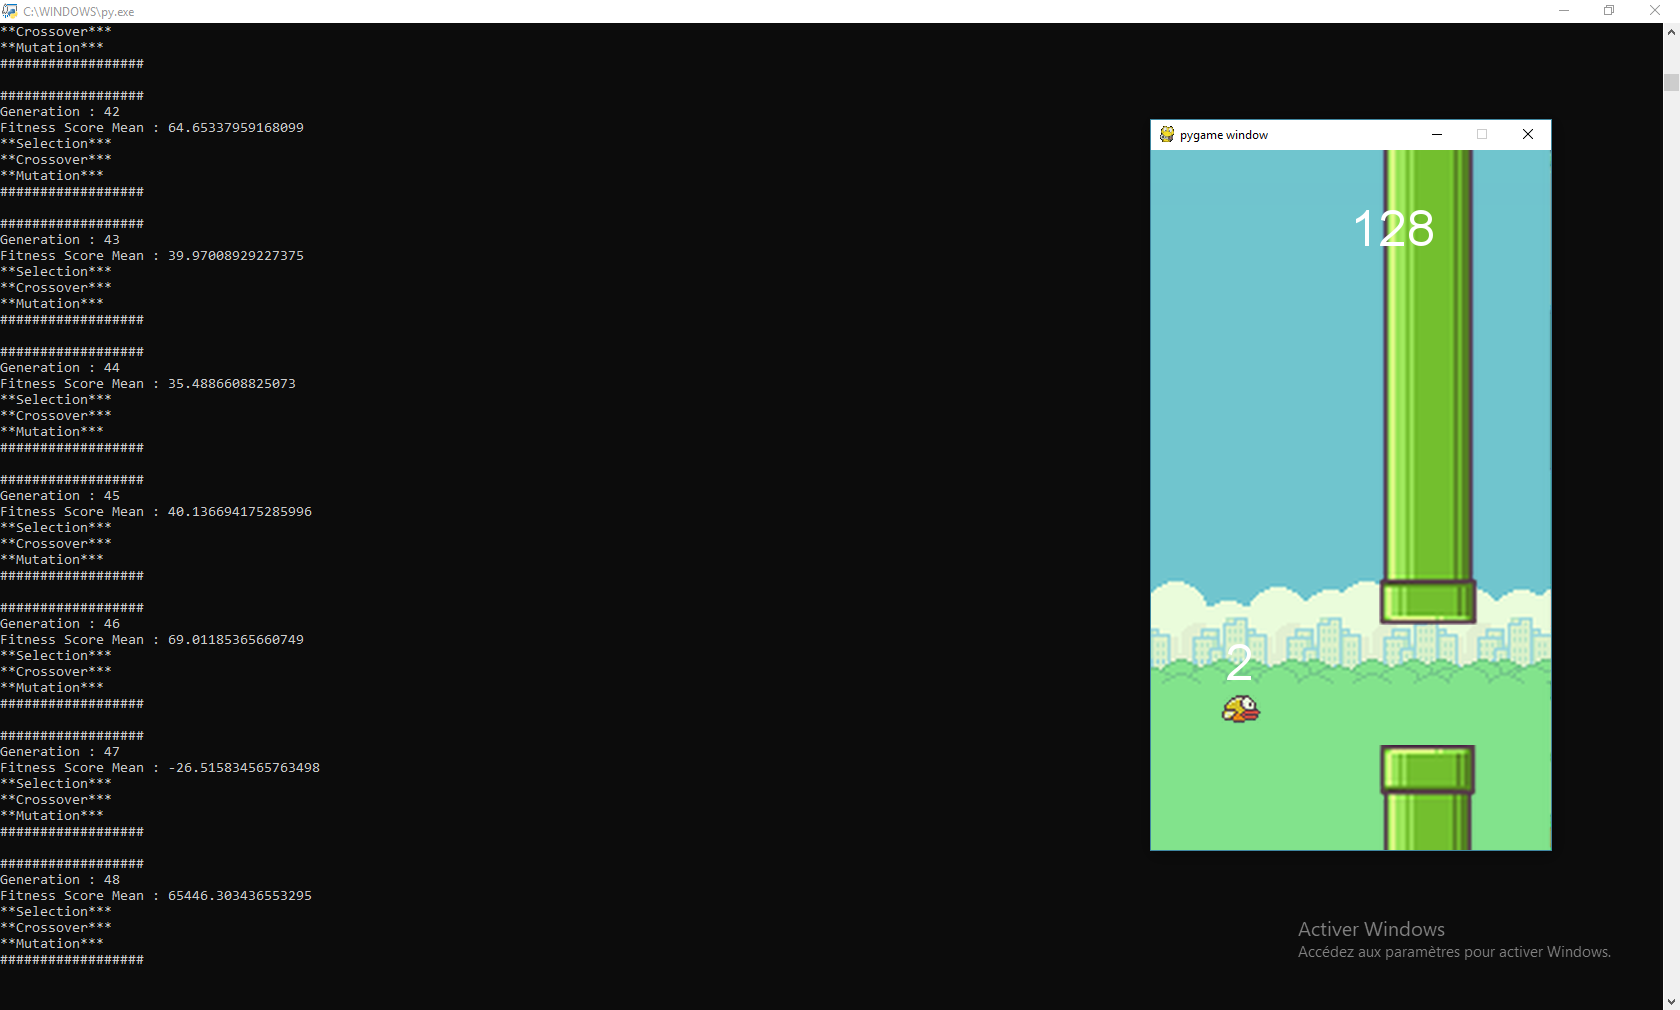 C:\WINDOWS\py.exe
**Crossover***
**Mutation***
##################
##################
Generation : 42
Fitness Score Mean : 64.65337959168099
**Selection***
**Crossover***
**Mutation***
##################
##################
Generation : 43
Fitness Score Mean : 39.97008929227375
**Selection***
**Crossover***
**Mutation***
##################
##################
Generation : 44
Fitness Score Mean : 35.4886608825073
**Selection***
**Crossover***
**Mutation***
##################
##################
Generation : 45
Fitness Score Mean : 40.136694175285996
**Selection***
**Crossover***
**Mutation***
##################
##################
Generation : 46
Fitness Score Mean : 69.01185365660749
**Selection***
**Crossover***
**Mutation***
##################
##################
Generation : 47
Fitness Score Mean : -26.515834565763498
**Selection***
**Crossover***
**Mutation***
##################
##################
Generation : 48
Fitness Score Mean : 65446.303436553295
**Selection***
**Crossover***
**Mutation***
##################
pygame window
128
2
Activer Windows
Accédez aux paramètres pour activer Windows.